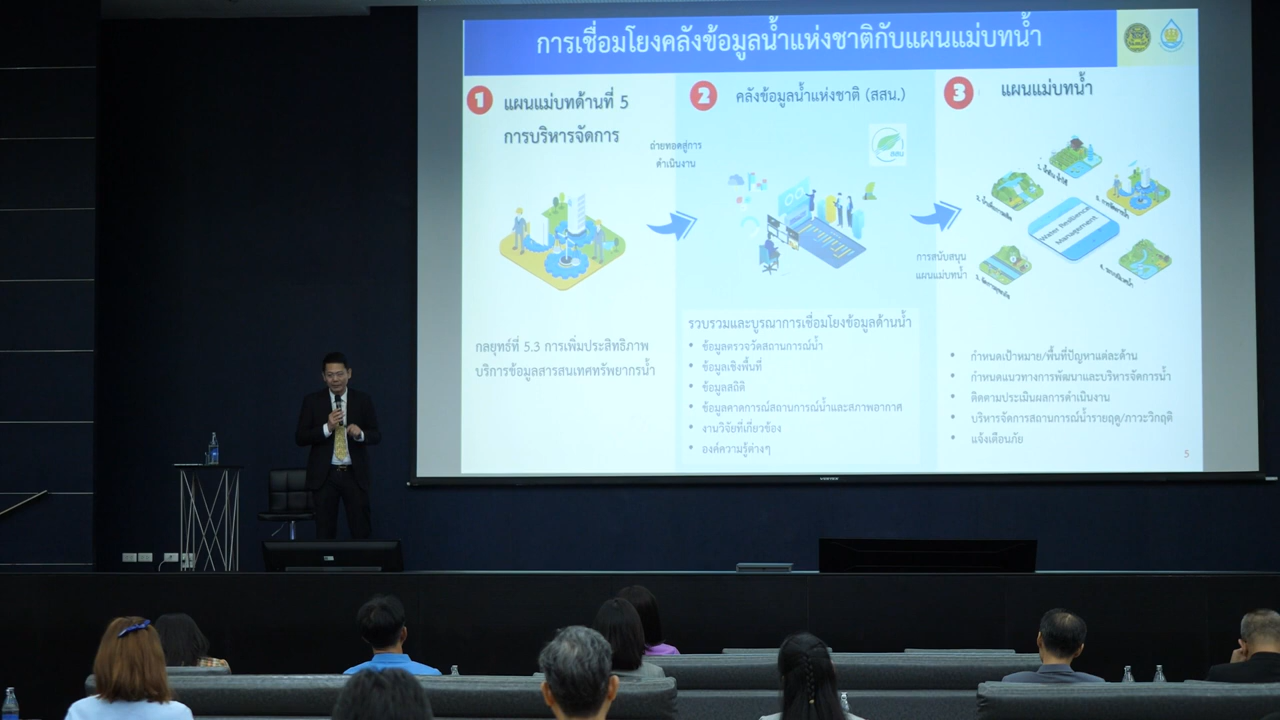 การเชื่อมโยงคลังข้อมูลน้ำแห่งชาติกับแผนแม่บทน้ำ
1
แผนแม่บทด้านที่ 5
การบริหารจัดการ
กลยุทธ์ที่ 5.3 การเพิ่มประสิทธิภาพ
บริการข้อมูลสารสนเทศทรัพยากรน้ำ
ถ่ายทอดสู่การ
ดำเนินงาน
2
คลังข้อมูลน้ำแห่งชาติ (สสน.)
สสน
รวบรวมและบูรณาการเชื่อมโยงข้อมูลด้านน้ำ
• ข้อมูลตรวจวัดสถานการณ์น้ำ
• ข้อมูลเชิงพื้นที่
• ข้อมูลสถิติ
• ข้อมูลคาดการณ์สถานการณ์น้ำและสภาพอากาศ
• งานวิจัยที่เกี่ยวข้อง
• องค์ความรู้ต่างๆ
การสนับสนุน
แผนแม่บทน้ำ
3
แผนแม่บทน้ำ
Water Resilience
Management
• กำหนดเป้าหมาย/พื้นที่ปัญหาแต่ละด้าน
• กำหนดแนวทางการพัฒนาและบริหารจัดการน้ำ
• ติดตามประเมินผลการดำเนินงาน
• บริหารจัดการสถานการณ์น้ำรายฤดู/ภาวะวิกฤติ
• แจ้งเตือนภัย
5